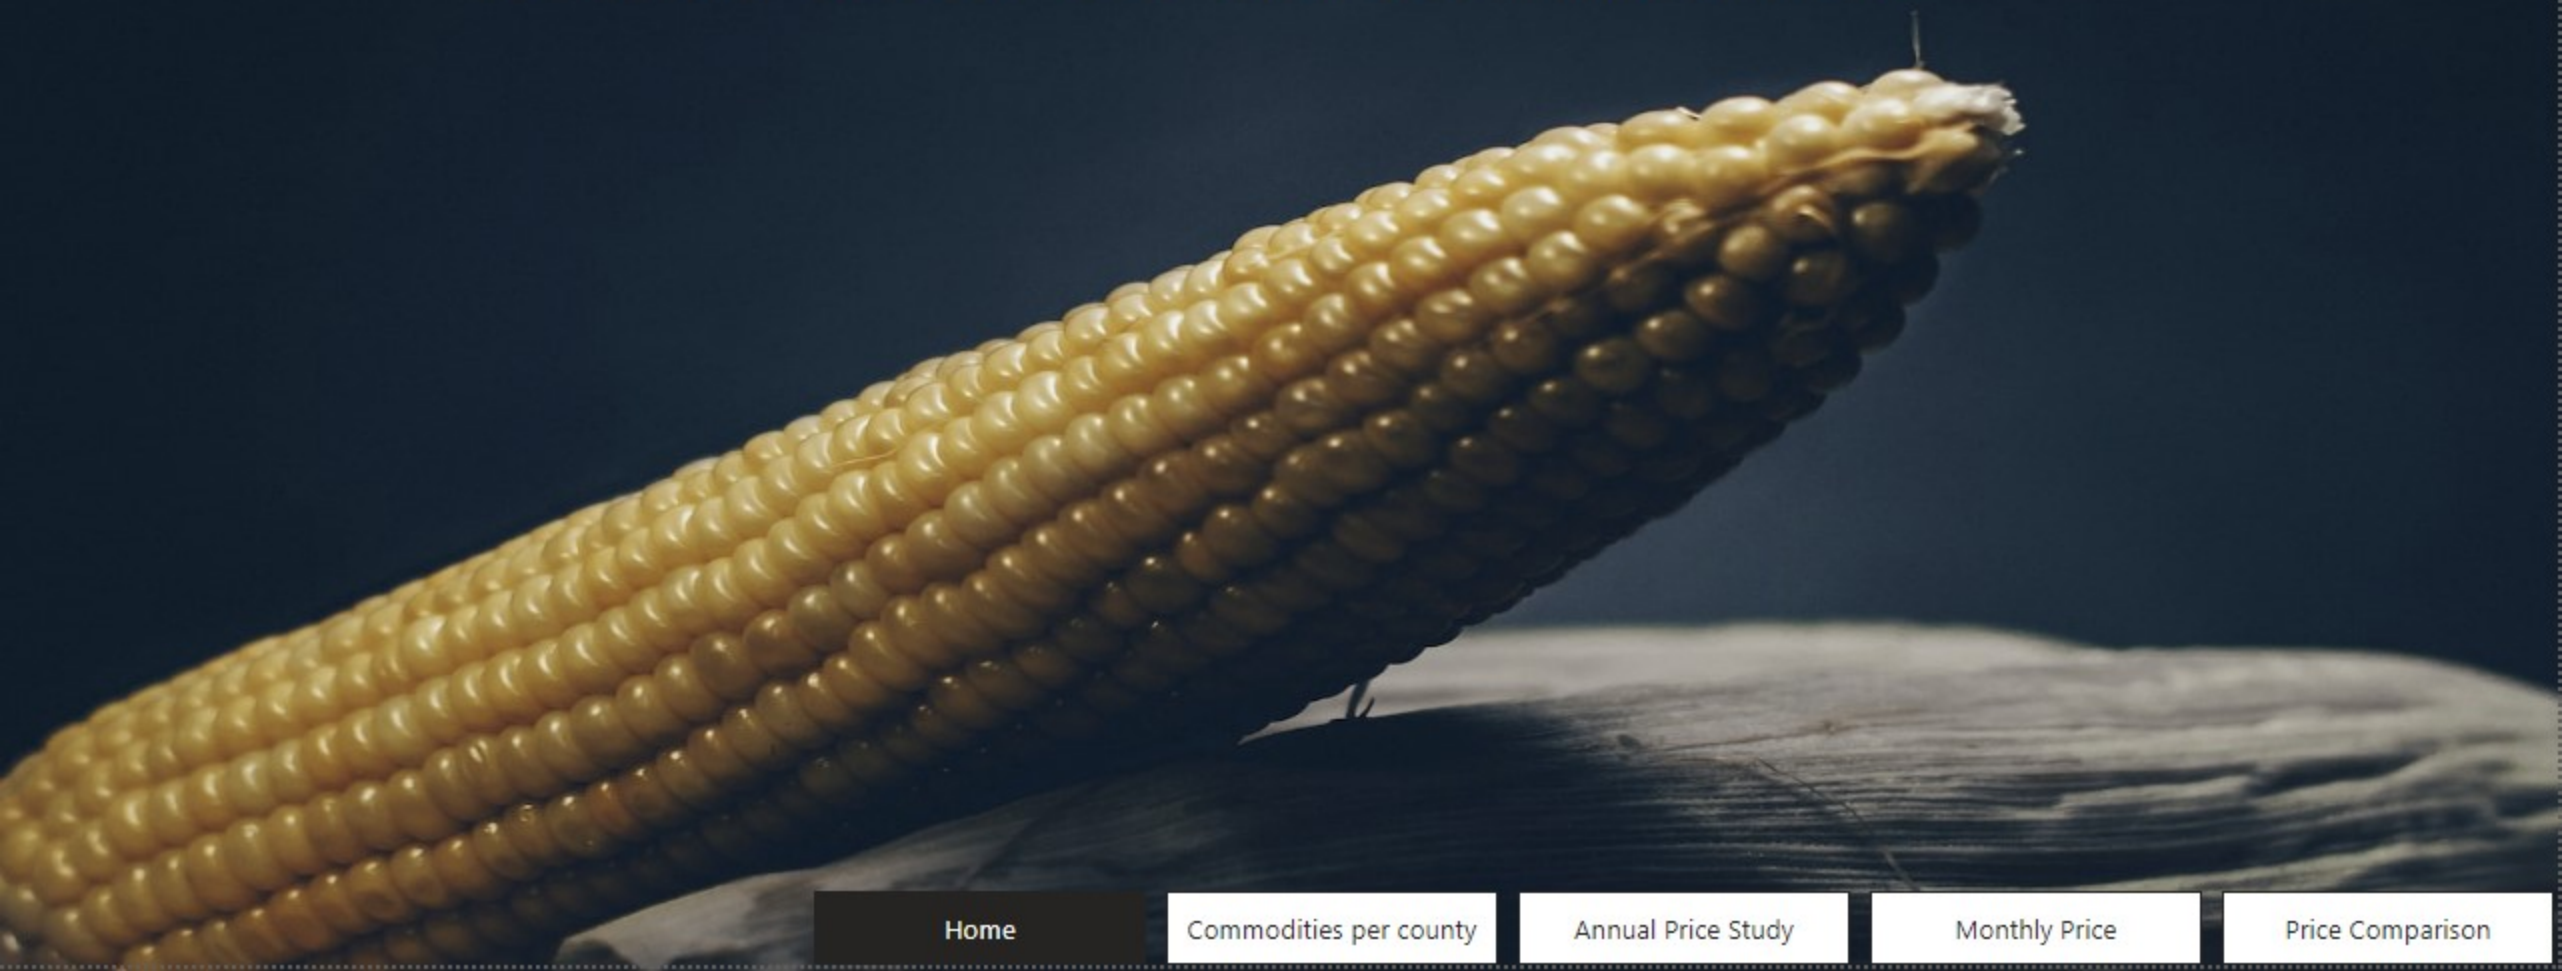 Home
Commodities per county
Annual Price Study
Monthly Price
Price Comparison